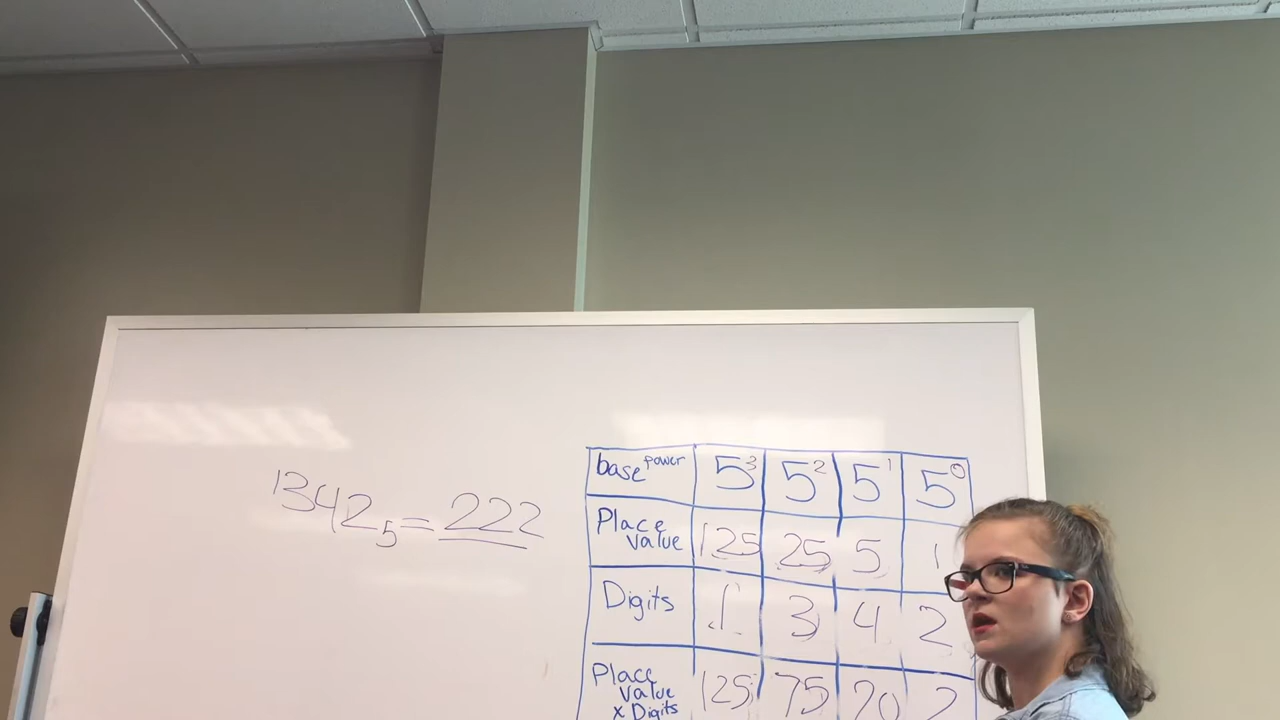 1342₅ = 222
base power 5³ 5² 5¹ 5⁰
Place value 125 25 5 1
Digits 1 3 4 2
Place value x Digits 125 75 20 2